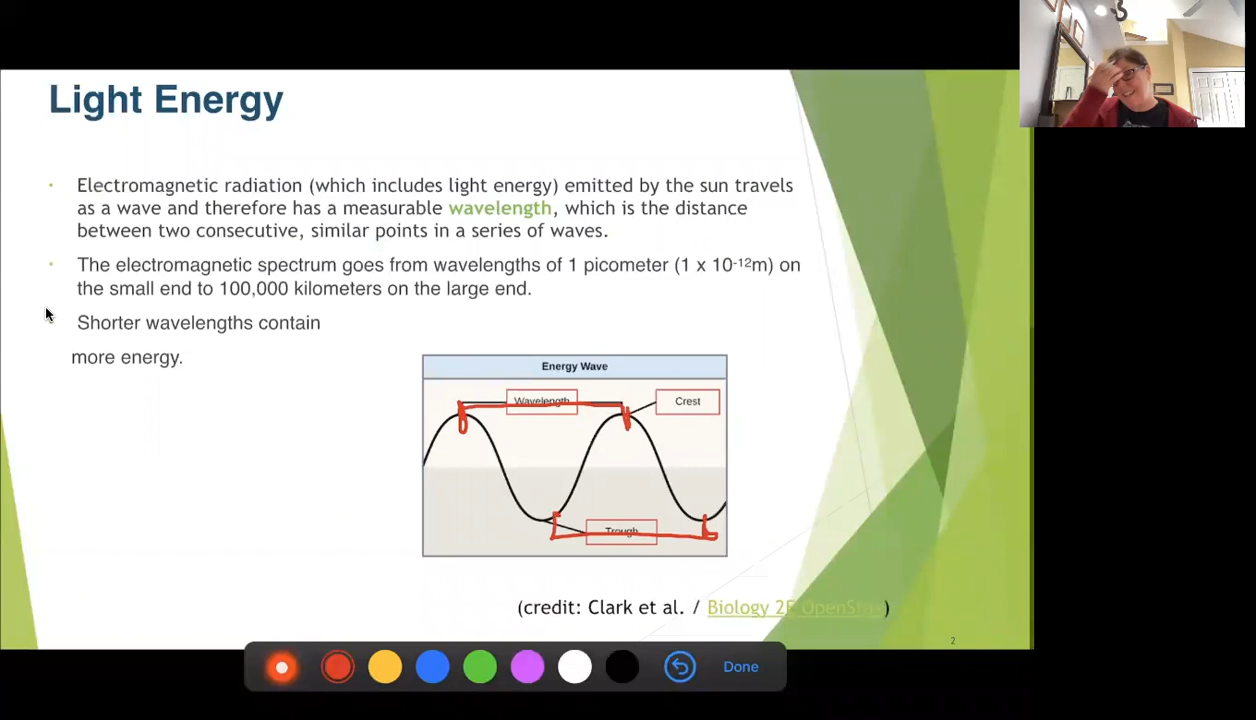 Light Energy
• Electromagnetic radiation (which includes light energy) emitted by the sun travels
as a wave and therefore has a measurable wavelength, which is the distance
between two consecutive, similar points in a series of waves.
• The electromagnetic spectrum goes from wavelengths of 1 picometer (1 x 10⁻¹²m) on
the small end to 100,000 kilometers on the large end.
Shorter wavelengths contain
more energy.
Energy Wave
Wavelength
Crest
Trough
(credit: Clark et al. / Biology 2E OpenStax)
2
Done